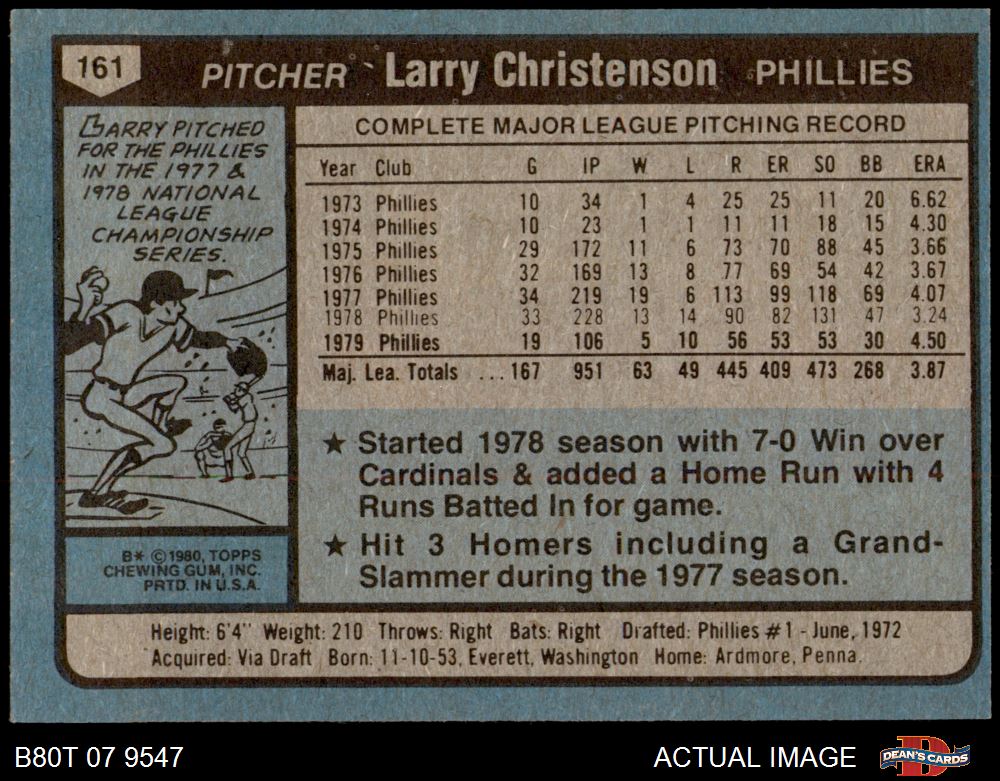 161
PITCHER Larry Christenson PHILLIES
LARRY PITCHED
FOR THE PHILLIES
IN THE 1977 &
1978 NATIONAL
LEAGUE
CHAMPIONSHIP
SERIES.
B* ©1980, TOPPS
CHEWING GUM, INC.
PRTD. IN U.S.A.
COMPLETE MAJOR LEAGUE PITCHING RECORD
Year Club G IP W L R ER SO BB ERA
1973 Phillies 10 34 1 4 25 25 11 20 6.62
1974 Phillies 10 23 1 1 11 11 18 15 4.30
1975 Phillies 29 172 11 6 73 70 88 45 3.66
1976 Phillies 32 169 13 8 77 69 54 42 3.67
1977 Phillies 34 219 19 6 113 99 118 69 4.07
1978 Phillies 33 228 13 14 90 82 131 47 3.24
1979 Phillies 19 106 5 10 56 53 53 30 4.50
Maj. Lea. Totals ... 167 951 63 49 445 409 473 268 3.87
★ Started 1978 season with 7-0 Win over
Cardinals & added a Home Run with 4
Runs Batted In for game.
★ Hit 3 Homers including a Grand-
Slammer during the 1977 season.
Height: 6'4" Weight: 210 Throws: Right Bats: Right Drafted: Phillies #1 - June, 1972
Acquired: Via Draft Born: 11-10-53, Everett, Washington Home: Ardmore, Penna.
B80T 07 9547
ACTUAL IMAGE
DEAN'S CARDS